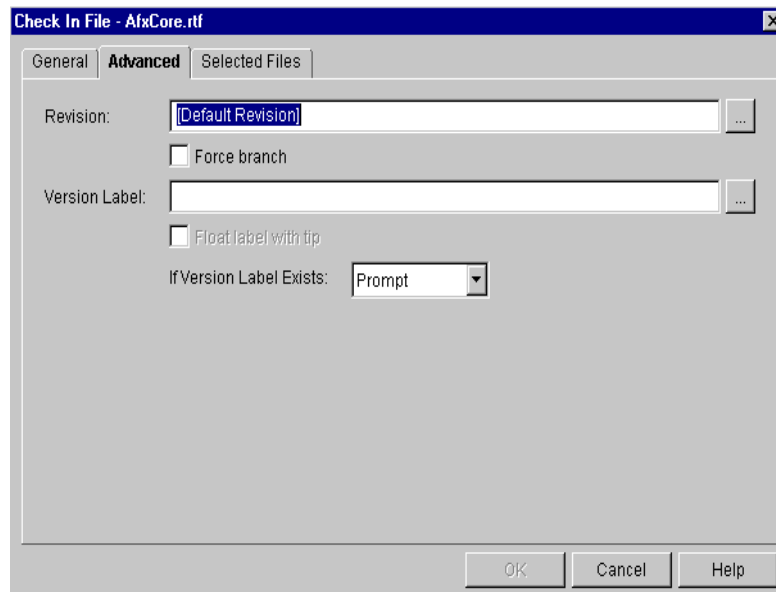 Check In File - AfxCore.rtf
General Advanced Selected Files
Revision: [Default Revision] ...
Force branch
Version Label: ...
Float label with tip
If Version Label Exists: Prompt
OK Cancel Help